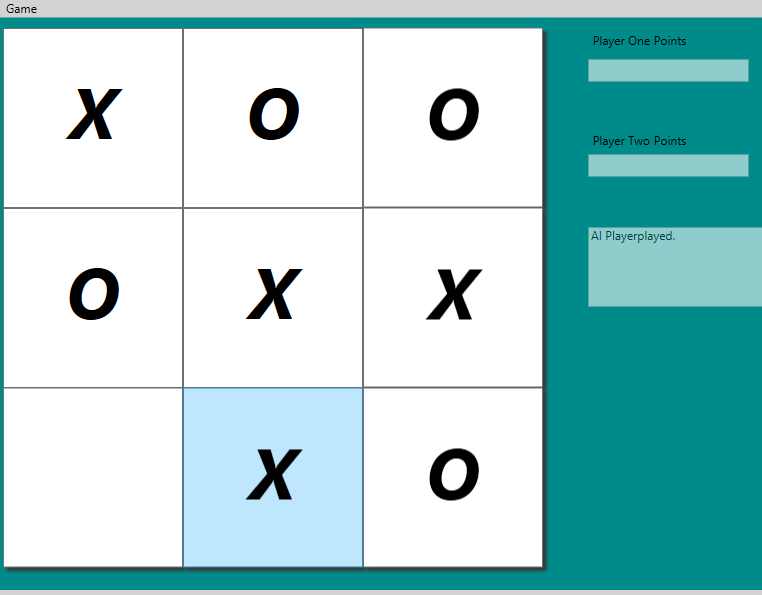 Game
Player One Points
X O O
Player Two Points
AI Playerplayed.
O X X
X O